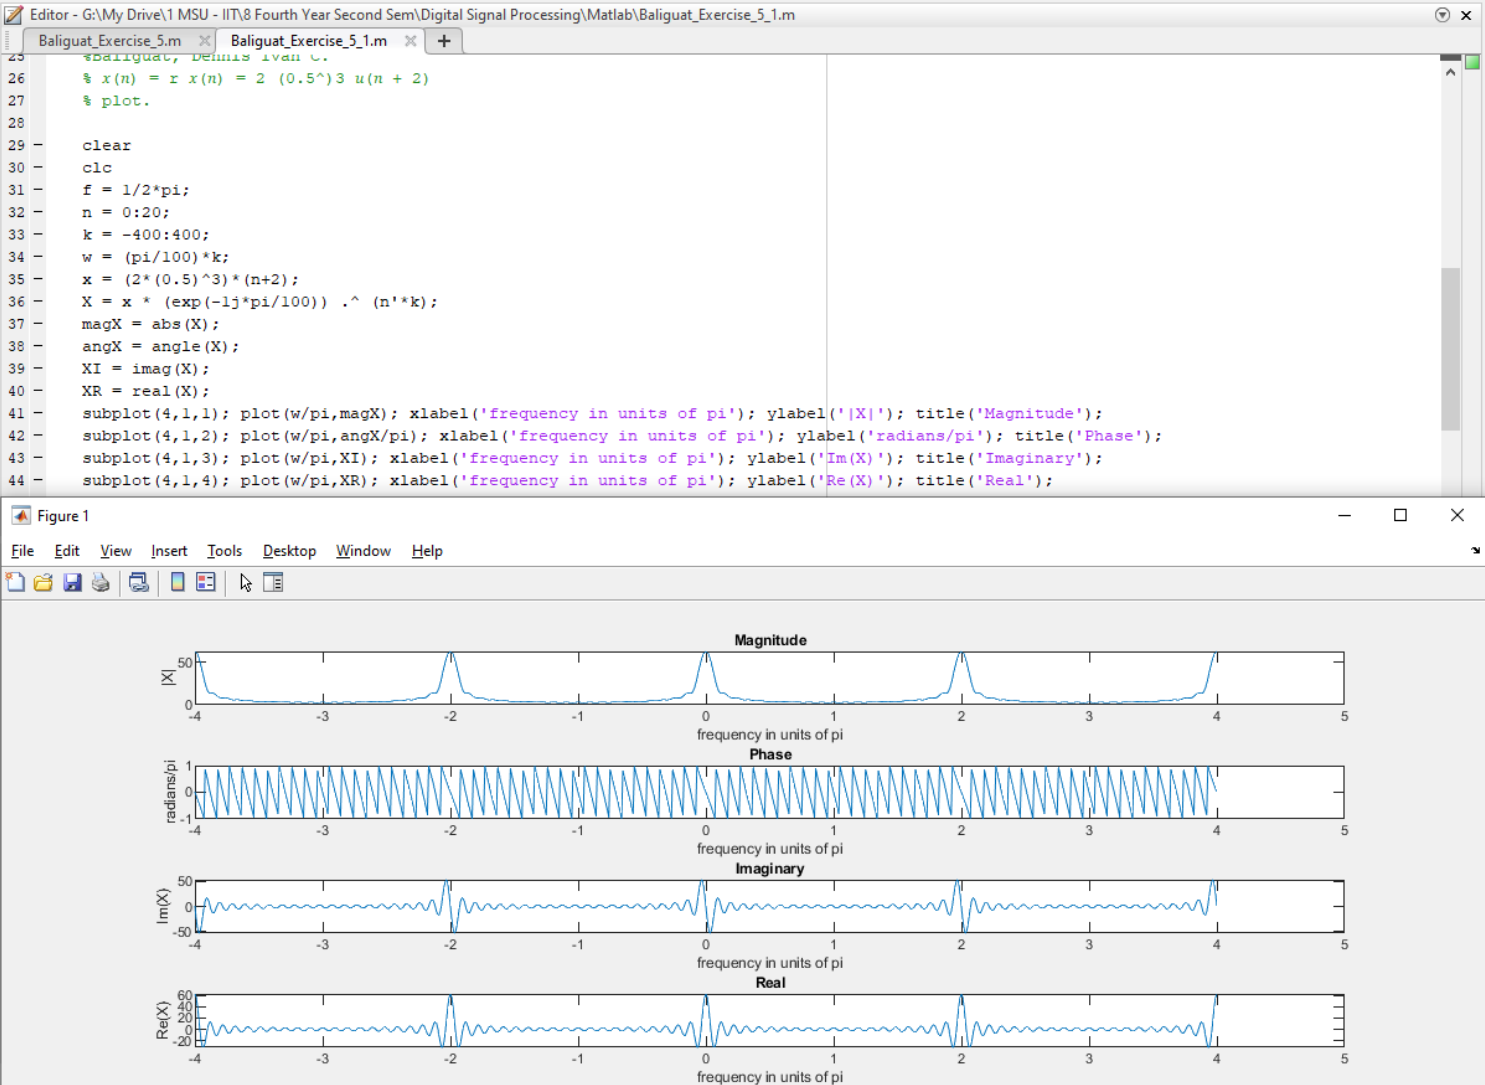 Editor - G:\My Drive\1 MSU - IIT\8 Fourth Year Second Sem\Digital Signal Processing\Matlab\Baliguat_Exercise_5_1.m
Baliguat_Exercise_5.m Baliguat_Exercise_5_1.m
25 %Baliguat, Dennis Ivan C.
26 % x(n) = r x(n) = 2 (0.5^)3 u(n + 2)
27 % plot.
28
29 - clear
30 - clc
31 - f = 1/2*pi;
32 - n = 0:20;
33 - k = -400:400;
34 - w = (pi/100)*k;
35 - x = (2*(0.5)^3)*(n+2);
36 - X = x * (exp(-1j*pi/100)) .^ (n'*k);
37 - magX = abs(X);
38 - angX = angle(X);
39 - XI = imag(X);
40 - XR = real(X);
41 - subplot(4,1,1); plot(w/pi,magX); xlabel('frequency in units of pi'); ylabel('|X|'); title('Magnitude');
42 - subplot(4,1,2); plot(w/pi,angX/pi); xlabel('frequency in units of pi'); ylabel('radians/pi'); title('Phase');
43 - subplot(4,1,3); plot(w/pi,XI); xlabel('frequency in units of pi'); ylabel('Im(X)'); title('Imaginary');
44 - subplot(4,1,4); plot(w/pi,XR); xlabel('frequency in units of pi'); ylabel('Re(X)'); title('Real');
Figure 1
File Edit View Insert Tools Desktop Window Help
Magnitude
|X|
50
0
-4 -3 -2 -1 0 1 2 3 4 5
frequency in units of pi
Phase
radians/pi
1
0
-1
-4 -3 -2 -1 0 1 2 3 4 5
frequency in units of pi
Imaginary
Im(X)
50
0
-50
-4 -3 -2 -1 0 1 2 3 4 5
frequency in units of pi
Real
Re(X)
60
40
20
0
-20
-4 -3 -2 -1 0 1 2 3 4 5
frequency in units of pi